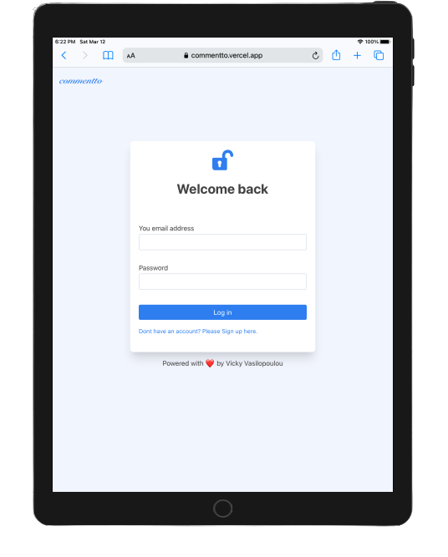 6:22 PM Sat Mar 12
100%
AA
commentto.vercel.app
commentto
Welcome back
You email address
Password
Log in
Dont have an account? Please Sign up here.
Powered with ❤️ by Vicky Vasilopoulou